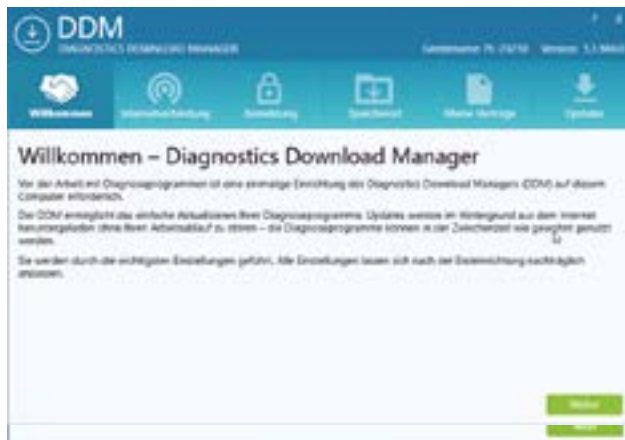 DDM
DIAGNOSTICS DOWNLOAD MANAGER
Version:
Willkommen
Internetverbindung
Anmeldung
Speicherort
Meine Verträge
Updates
Willkommen – Diagnostics Download Manager
Vor der Arbeit mit Diagnoseprogrammen ist eine einmalige Einrichtung des Diagnostics Download Managers (DDM) auf diesem
Computer erforderlich.
Der DDM ermöglicht das einfache Aktualisieren Ihrer Diagnoseprogramme. Updates werden im Hintergrund aus dem Internet
heruntergeladen ohne Ihren Arbeitsablauf zu stören – die Diagnoseprogramme können in der Zwischenzeit wie gewohnt genutzt
werden.
Sie werden durch die wichtigsten Einstellungen geführt. Alle Einstellungen lassen sich nach der Ersteinrichtung nachträglich
anpassen.
Weiter